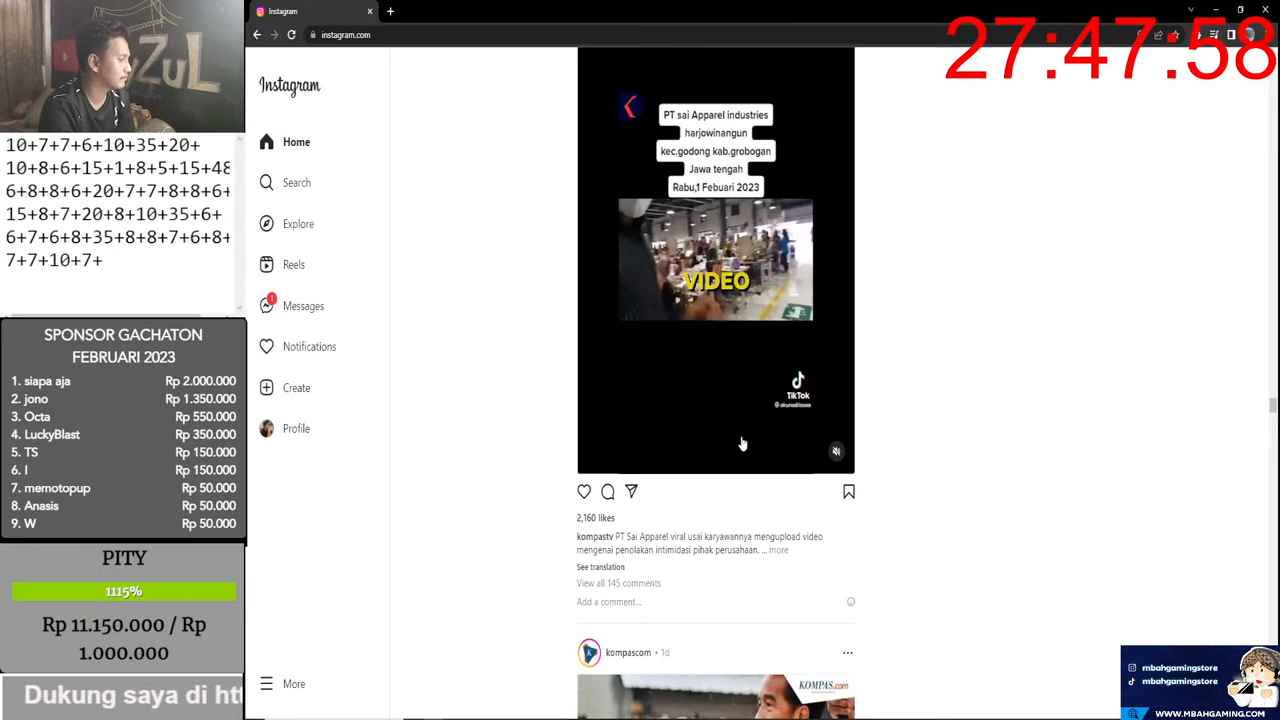 Instagram
instagram.com
27:47:58
ZUL
10+7+7+6+10+35+20+
10+8+6+15+1+8+5+15+48
6+8+8+6+20+7+7+8+8+6+
15+8+7+20+8+10+35+6+
6+7+6+8+35+8+8+7+6+8+
7+7+10+7+
SPONSOR GACHATON
FEBRUARI 2023
1. siapa aja Rp 2.000.000
2. jono Rp 1.350.000
3. Octa Rp 550.000
4. LuckyBlast Rp 350.000
5. TS Rp 150.000
6. I Rp 150.000
7. memotopup Rp 50.000
8. Anasis Rp 50.000
9. W Rp 50.000
PITY
1115%
Rp 11.150.000 / Rp
1.000.000
Dukung saya di
Instagram
Home
Search
Explore
Reels
1
Messages
Notifications
Create
Profile
More
PT sai Apparel industries
harjowinangun
kec.godong kab.grobogan
Jawa tengah
Rabu,1 Febuari 2023
VIDEO
TikTok
2,160 likes
kompastv PT Sai Apparel viral usai karyawannya mengupload video
mengenai penolakan intimidasi pihak perusahaan. ... more
See translation
View all 145 comments
Add a comment...
kompascom • 1d
KOMPAS.com
mbahgamingstore
mbahgamingstore
WWW.MBAHGAMING.COM